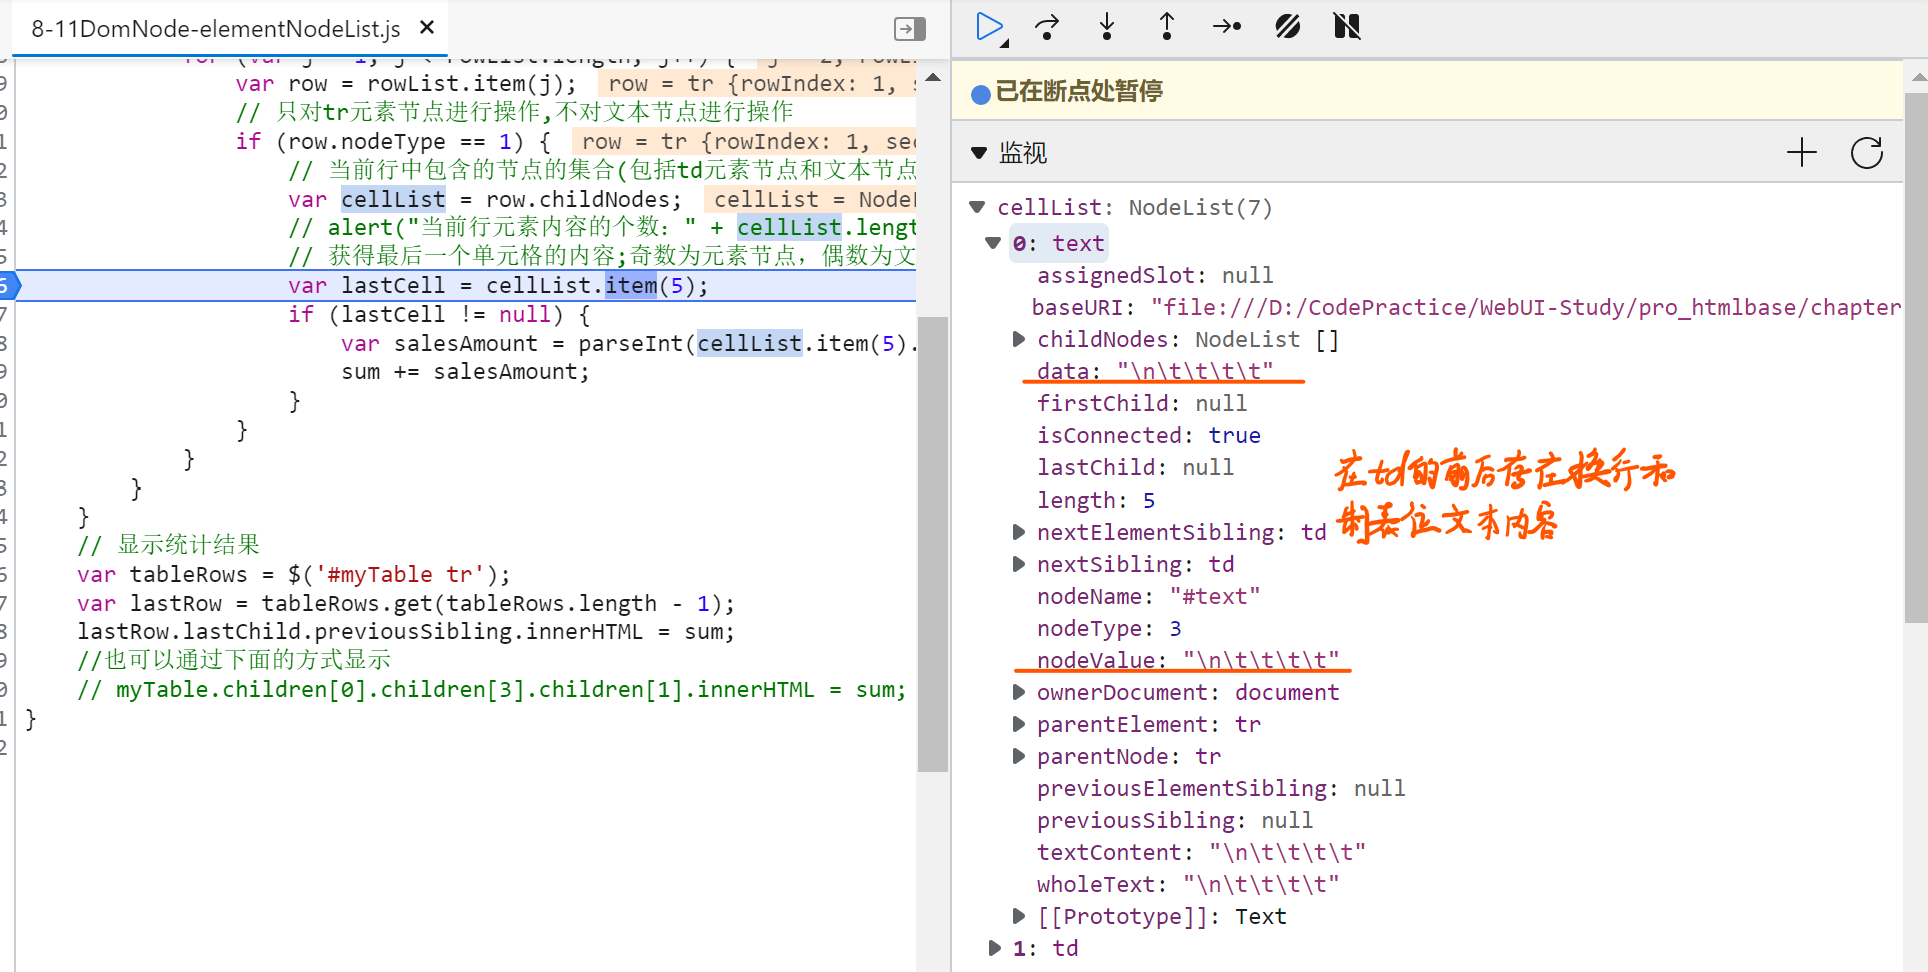 8-11DomNode-elementNodeList.js ×
var row = rowList.item(j); row = tr {rowIndex: 1,
// 只对tr元素节点进行操作,不对文本节点进行操作
if (row.nodeType == 1) { row = tr {rowIndex: 1, sec
// 当前行中包含的节点的集合(包括td元素节点和文本节点
var cellList = row.childNodes; cellList = NodeL
// alert("当前行元素内容的个数: " + cellList.lengt
// 获得最后一个单元格的内容;奇数为元素节点，偶数为文
var lastCell = cellList.item(5);
if (lastCell != null) {
var salesAmount = parseInt(cellList.item(5).
sum += salesAmount;
}
}
}
}
}
// 显示统计结果
var tableRows = $('#myTable tr');
var lastRow = tableRows.get(tableRows.length - 1);
lastRow.lastChild.previousSibling.innerHTML = sum;
//也可以通过下面的方式显示
// myTable.children[0].children[3].children[1].innerHTML = sum;
}
已在断点处暂停
监视
cellList: NodeList(7)
0: text
assignedSlot: null
baseURI: "file:///D:/CodePractice/WebUI-Study/pro_htmlbase/chapter
childNodes: NodeList []
data: "\n\t\t\t\t"
firstChild: null
isConnected: true
lastChild: null
length: 5
nextElementSibling: td
nextSibling: td
nodeName: "#text"
nodeType: 3
nodeValue: "\n\t\t\t\t"
ownerDocument: document
parentElement: tr
parentNode: tr
previousElementSibling: null
previousSibling: null
textContent: "\n\t\t\t\t"
wholeText: "\n\t\t\t\t"
[[Prototype]]: Text
1: td
在td的前后存在换行和
制表位文本内容